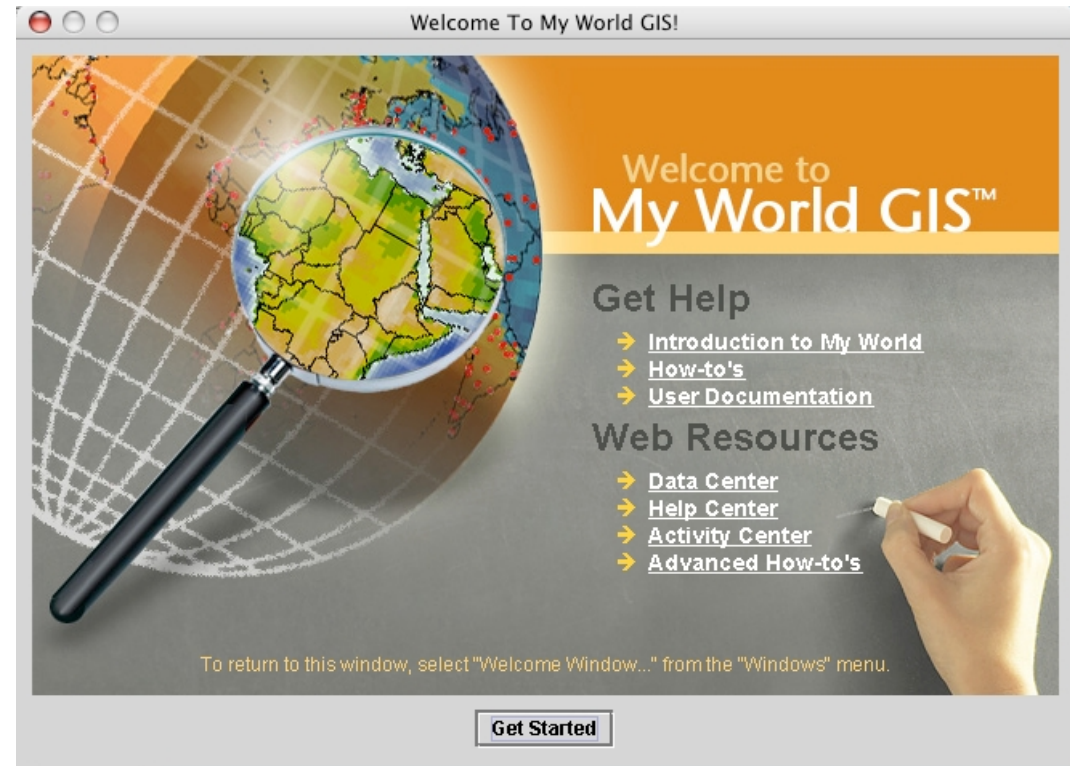 Welcome To My World GIS!
Welcome to
My World GIS™
Get Help
Introduction to My World
How-to's
User Documentation
Web Resources
Data Center
Help Center
Activity Center
Advanced How-to's
To return to this window, select "Welcome Window..." from the "Windows" menu.
Get Started